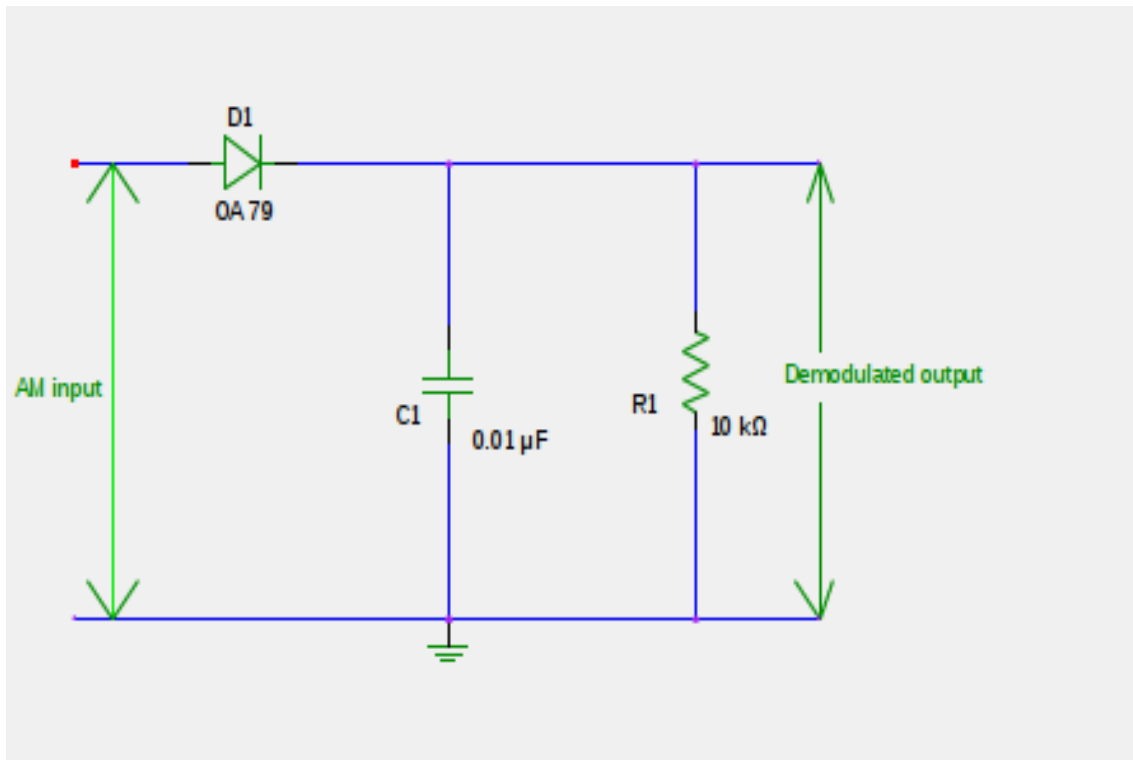 D1
OA 79
AM input
C1
0.01 µF
R1
10 kΩ
Demodulated output